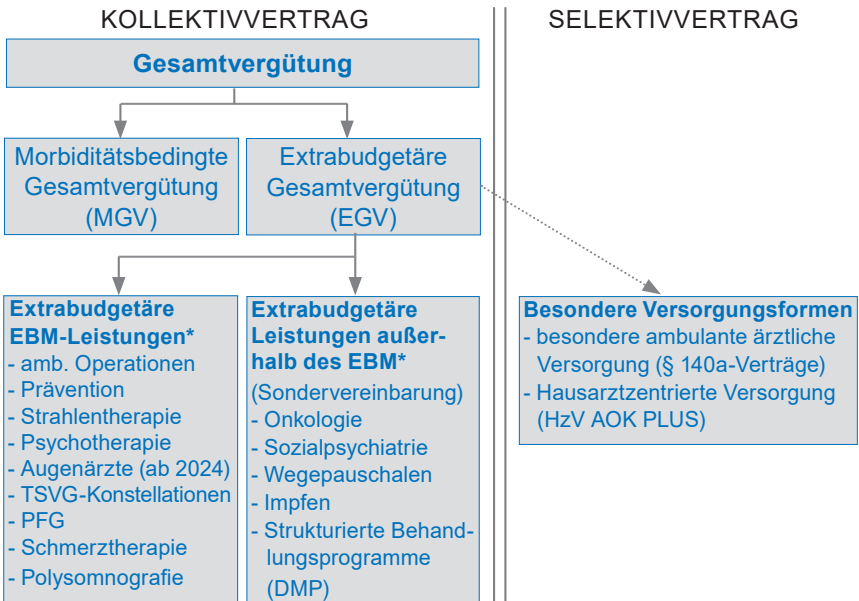 KOLLEKTIVVERTRAG
SELEKTIVVERTRAG
Gesamtvergütung
Morbiditätsbedingte
Gesamtvergütung
(MGV)
Extrabudgetäre
Gesamtvergütung
(EGV)
Extrabudgetäre
EBM-Leistungen*
- amb. Operationen
- Prävention
- Strahlentherapie
- Psychotherapie
- Augenärzte (ab 2024)
- TSVG-Konstellationen
- PFG
- Schmerztherapie
- Polysomnografie
Extrabudgetäre
Leistungen außer-
halb des EBM*
(Sondervereinbarung)
- Onkologie
- Sozialpsychiatrie
- Wegepauschalen
- Impfen
- Strukturierte Behand-
lungsprogramme
(DMP)
Besondere Versorgungsformen
- besondere ambulante ärztliche
Versorgung (§ 140a-Verträge)
- Hausarztzentrierte Versorgung
(HzV AOK PLUS)